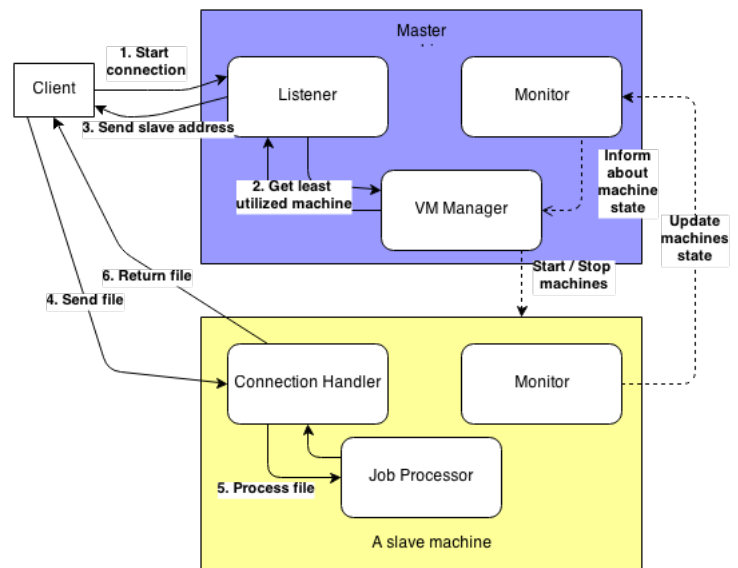 Master
1. Start
connection
Client
Listener
Monitor
3. Send slave address
2. Get least
utilized machine
VM Manager
Inform
about
machine
state
Update
machines
state
6. Return file
4. Send file
Start / Stop
machines
Connection Handler
Monitor
Job Processor
5. Process file
A slave machine